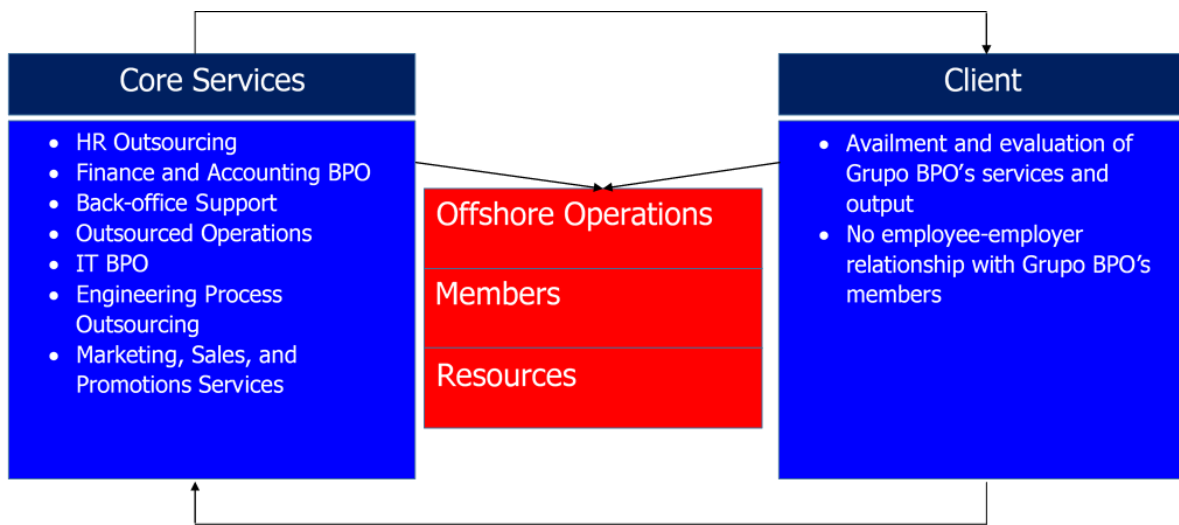 Core Services
• HR Outsourcing
• Finance and Accounting BPO
• Back-office Support
• Outsourced Operations
• IT BPO
• Engineering Process
Outsourcing
• Marketing, Sales, and
Promotions Services
Offshore Operations
Members
Resources
Client
• Availment and evaluation of
Grupo BPO’s services and
output
• No employee-employer
relationship with Grupo BPO’s
members